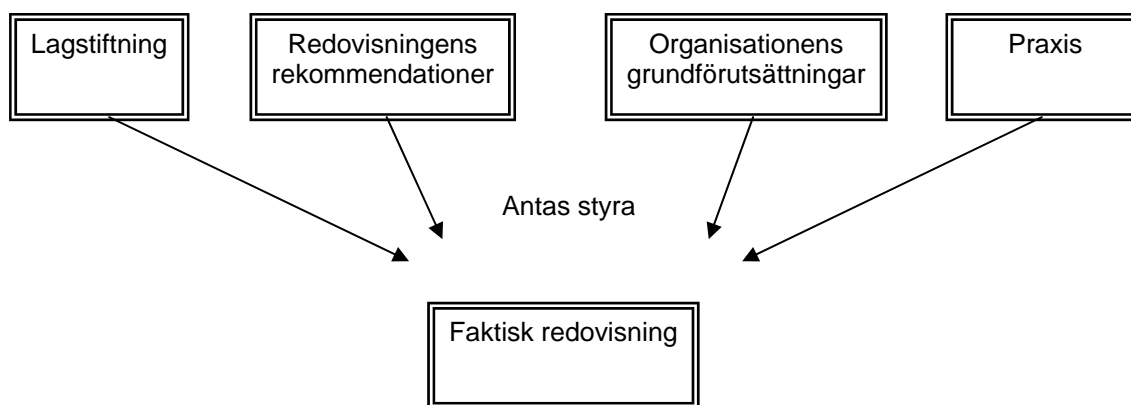 Lagstiftning
Redovisningens
rekommendationer
Organisationens
grundförutsättningar
Praxis
Antas styra
Faktisk redovisning